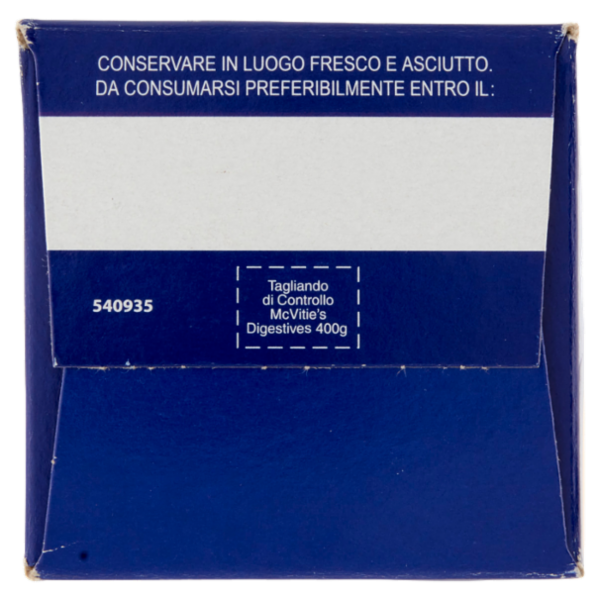 CONSERVARE IN LUOGO FRESCO E ASCIUTTO.
DA CONSUMARSI PREFERIBILMENTE ENTRO IL:
540935
Tagliando
di Controllo
McVitie's
Digestives 400g